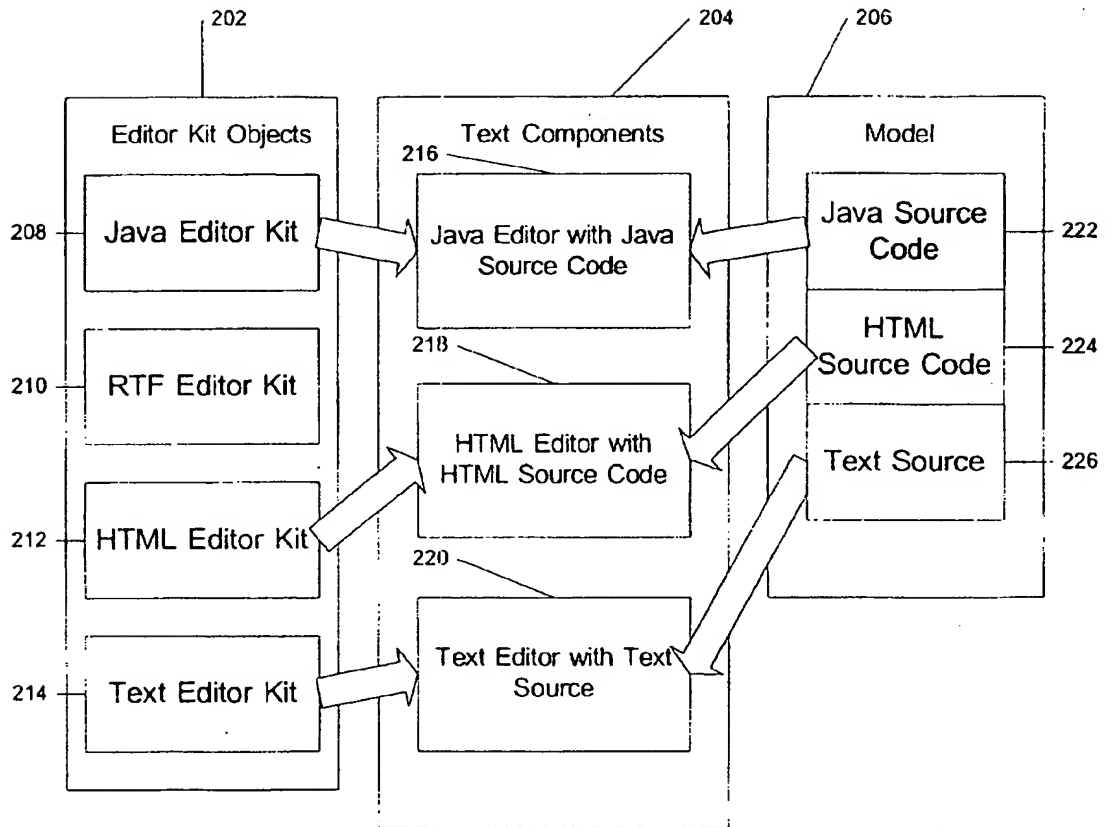 202
204
206
Editor Kit Objects
Text Components
Model
216
208
Java Editor Kit
Java Editor with Java
Source Code
Java Source
Code
222
218
210
RTF Editor Kit
HTML
Source Code
224
HTML Editor with
HTML Source Code
Text Source
226
212
HTML Editor Kit
220
214
Text Editor Kit
Text Editor with Text
Source